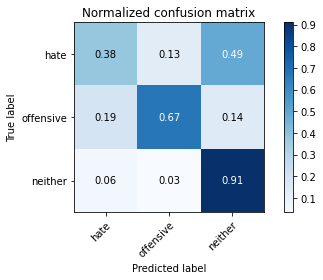 Normalized confusion matrix
True label
hate
offensive
neither
0.38 0.13 0.49
0.19 0.67 0.14
0.06 0.03 0.91
hate
offensive
neither
Predicted label
0.9
0.8
0.7
0.6
0.5
0.4
0.3
0.2
0.1